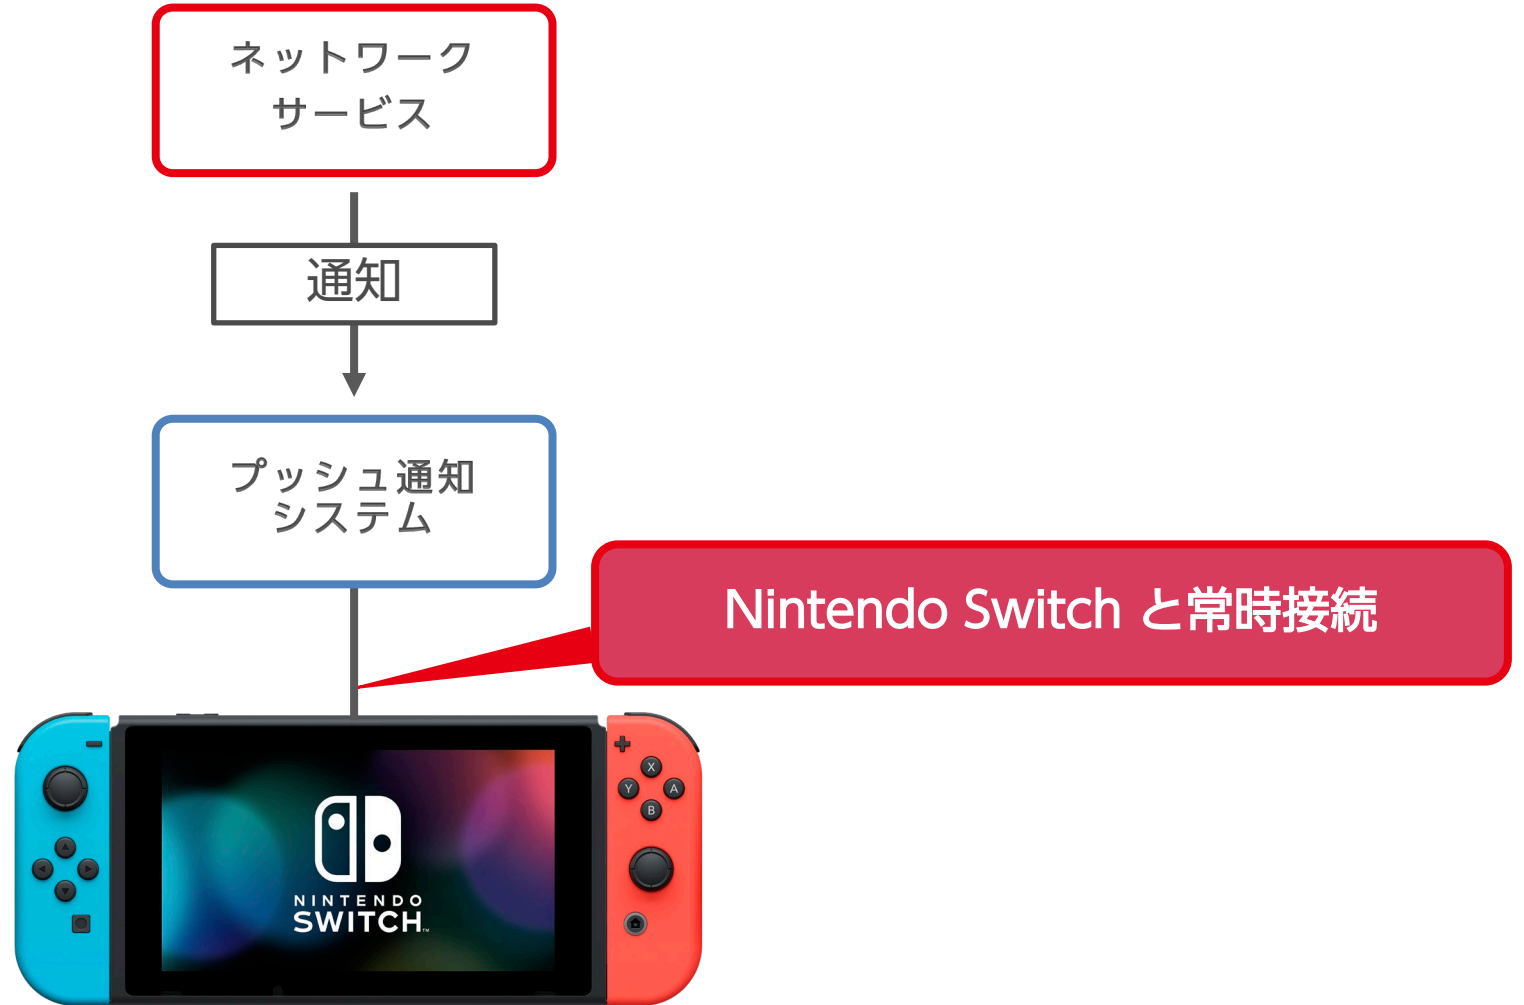 ネットワーク
サービス
通知
プッシュ通知
システム
Nintendo Switch と常時接続
X
Y
A
B
NINTENDO
SWITCH™